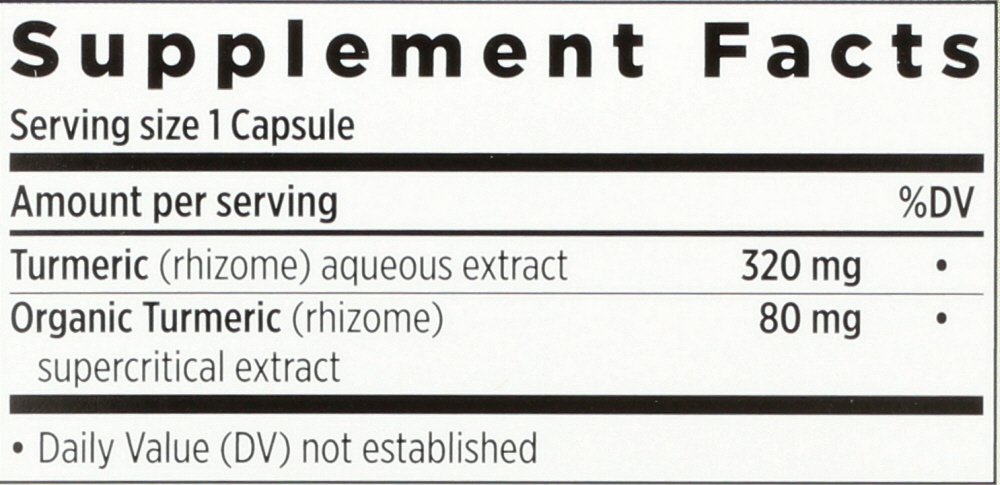 Supplement Facts
Serving size 1 Capsule
Amount per serving %DV
Turmeric (rhizome) aqueous extract 320 mg •
Organic Turmeric (rhizome) 80 mg •
supercritical extract
• Daily Value (DV) not established